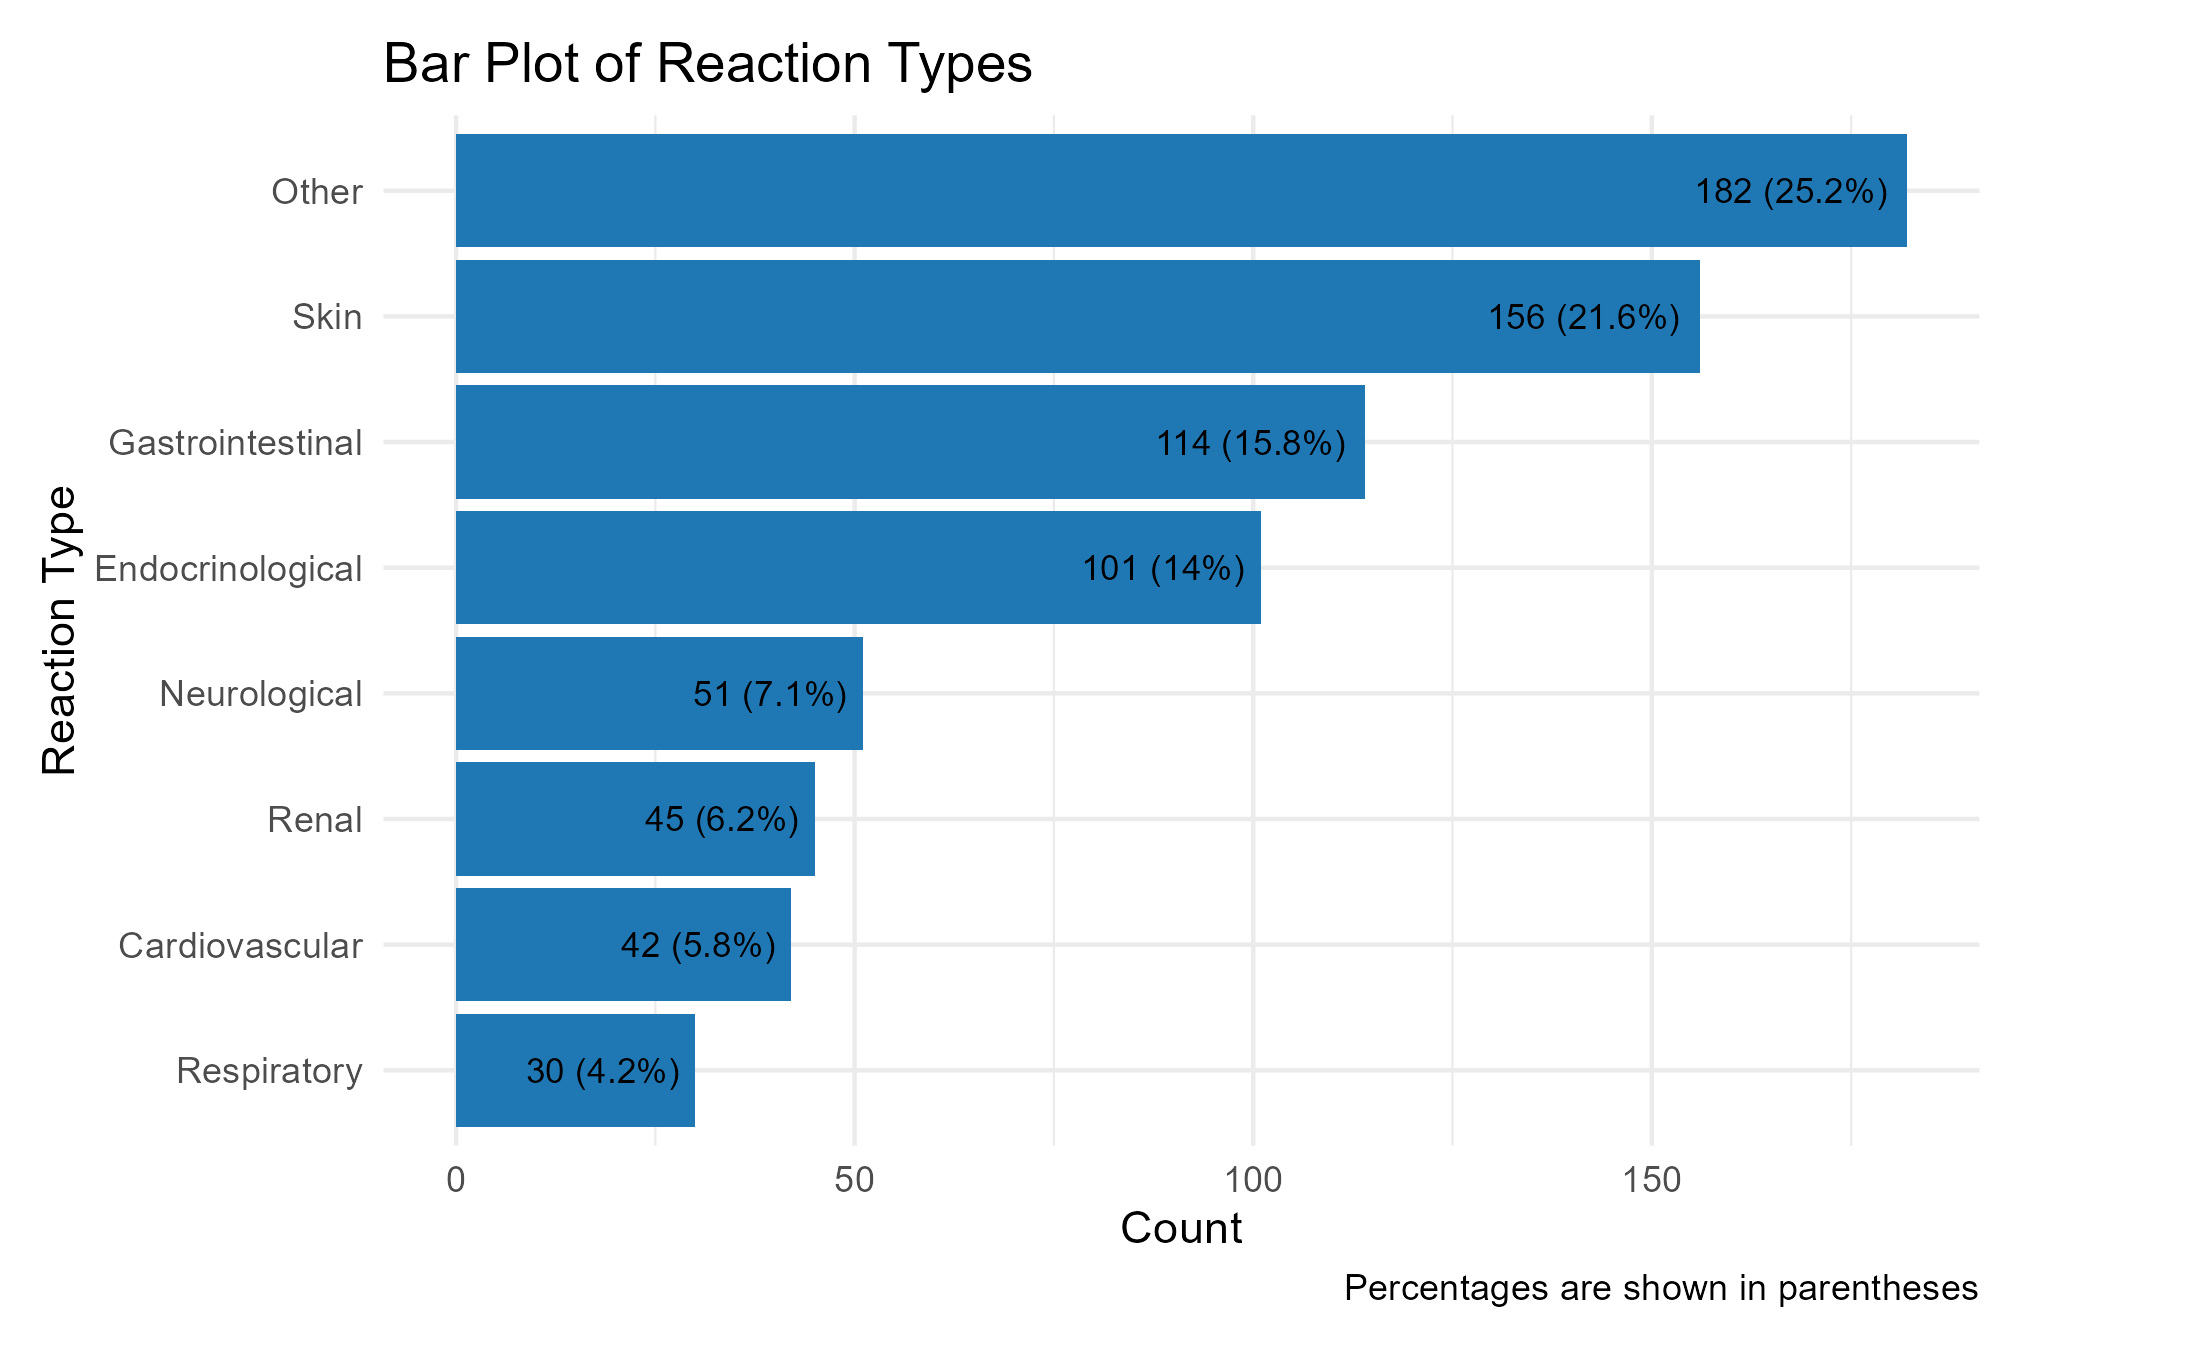 Bar Plot of Reaction Types
Reaction Type
Other
182 (25.2%)
Skin
156 (21.6%)
Gastrointestinal
114 (15.8%)
Endocrinological
101 (14%)
Neurological
51 (7.1%)
Renal
45 (6.2%)
Cardiovascular
42 (5.8%)
Respiratory
30 (4.2%)
0 50 100 150
Count
Percentages are shown in parentheses